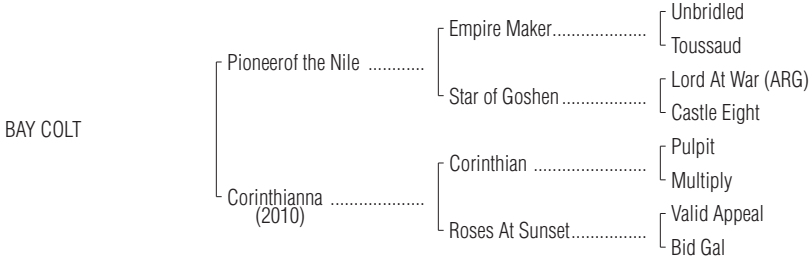 Unbridled
Empire Maker....................
Toussaud
Pioneerof the Nile ............
Lord At War (ARG)
Star of Goshen..................
Castle Eight
BAY COLT
Pulpit
Corinthian ........................
Multiply
Corinthianna ....................
(2010)
Valid Appeal
Roses At Sunset................
Bid Gal